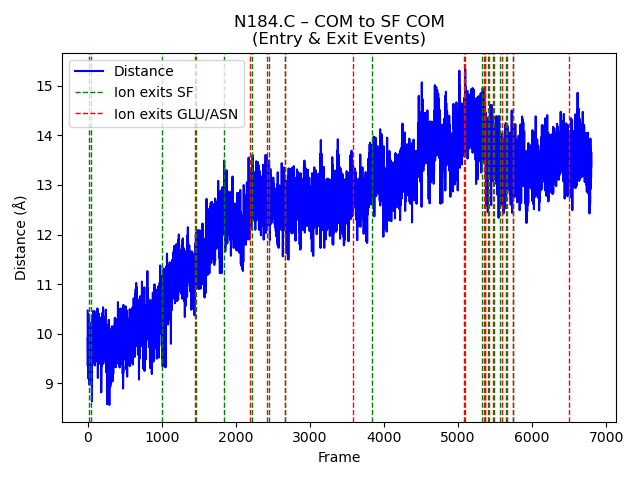 N184.C – COM to SF COM
(Entry & Exit Events)
Distance
Ion exits SF
Ion exits GLU/ASN
Distance (Å)
15
14
13
12
11
10
9
0 1000 2000 3000 4000 5000 6000 7000
Frame